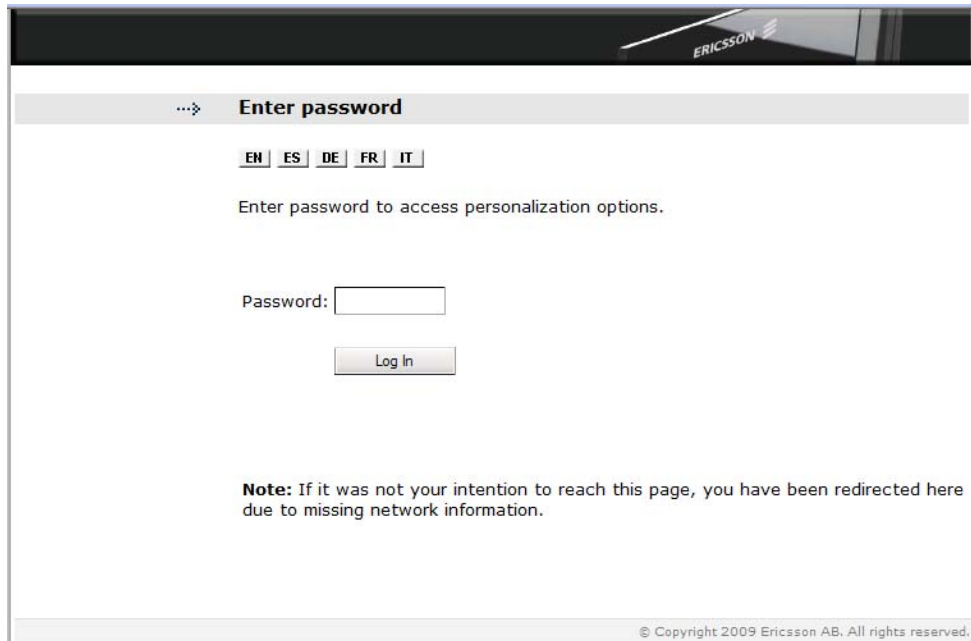 ERICSSON
Enter password
EN ES DE FR IT
Enter password to access personalization options.
Password:
Log In
Note: If it was not your intention to reach this page, you have been redirected here
due to missing network information.
© Copyright 2009 Ericsson AB. All rights reserved.